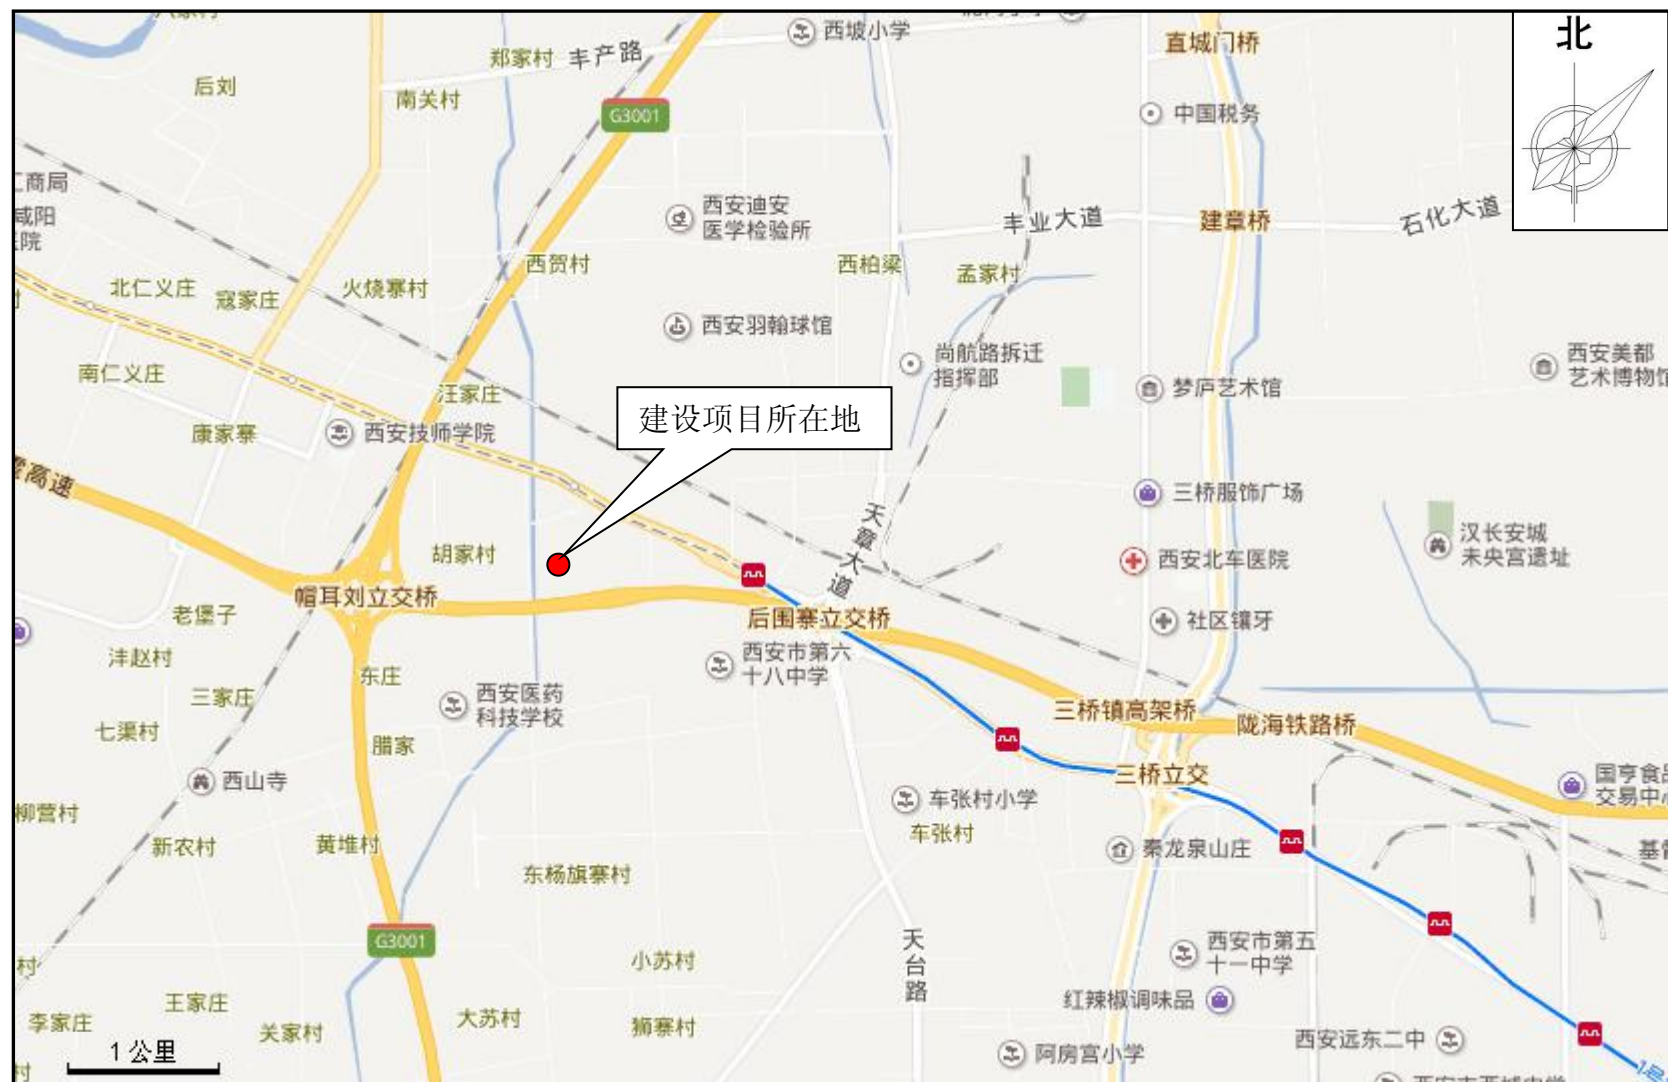 郑家村
丰产路
西坡小学
直城门桥
北
后刘
南关村
G3001
中国税务
工商局
咸阳
医院
西安迪安
医学检验所
丰业大道
建章桥
石化大道
西贺村
西柏梁
孟家村
北仁义庄
寇家庄
火烧寨村
西安羽翰球馆
尚航路拆迁
指挥部
西安美都
艺术博物馆
南仁义庄
汪家庄
梦庐艺术馆
建设项目所在地
康家寨
西安技师学院
霍高速
三桥服饰广场
天章大道
汉长安城
未央宫遗址
胡家村
西安北车医院
帽耳刘立交桥
老堡子
后围寨立交桥
社区镶牙
沣赵村
东庄
西安市第六
十八中学
三家庄
西安医药
科技学校
三桥镇高架桥
陇海铁路桥
七渠村
腊家
三桥立交
西山寺
国亨食品
交易中心
柳营村
车张村小学
车张村
新农村
黄堆村
秦龙泉山庄
东杨旗寨村
G3001
天台路
西安市第五
十一中学
小苏村
村
王家庄
红辣椒调味品
李家庄
关家村
大苏村
狮寨村
西安远东二中
1公里
阿房宫小学
村
1号